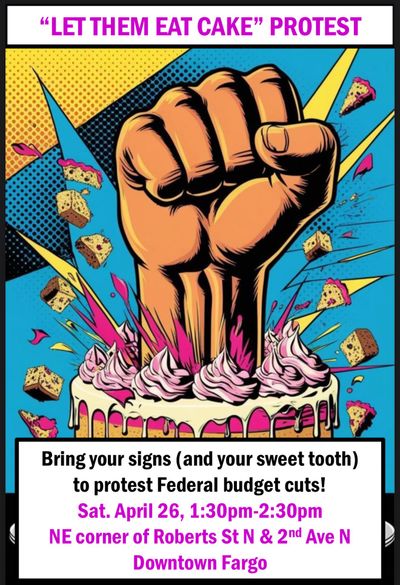 “LET THEM EAT CAKE” PROTEST
Bring your signs (and your sweet tooth)
to protest Federal budget cuts!
Sat. April 26, 1:30pm-2:30pm
NE corner of Roberts St N & 2nd Ave N
Downtown Fargo